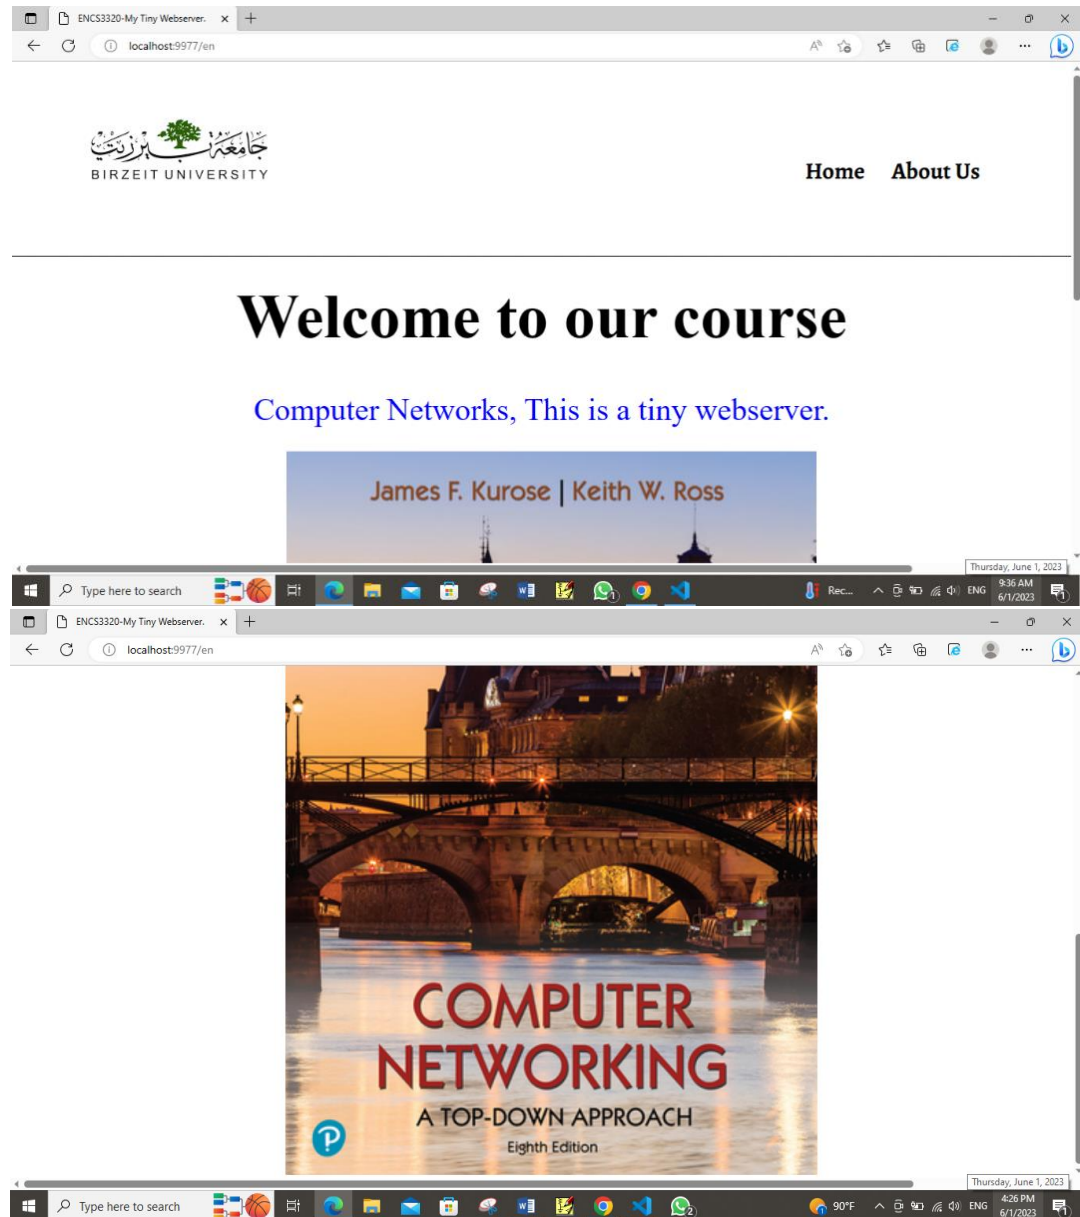 ENCS3320-My Tiny Webserver.
localhost:9977/en
جامعة بيرزيت
BIRZEIT UNIVERSITY
Home About Us
Welcome to our course
Computer Networks, This is a tiny webserver.
James F. Kurose | Keith W. Ross
Thursday, June 1, 2023
Type here to search
Rec...
ENG
9:36 AM
6/1/2023
ENCS3320-My Tiny Webserver.
localhost:9977/en
COMPUTER
NETWORKING
A TOP-DOWN APPROACH
Eighth Edition
P
Thursday, June 1, 2023
Type here to search
90°F
ENG
4:26 PM
6/1/2023